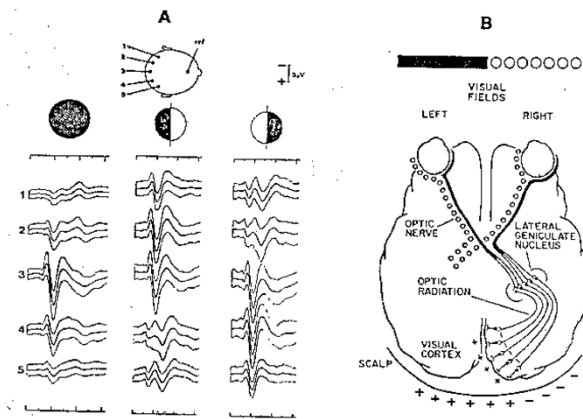 A
1
2
3
4
5
ref
−
+
5μV
1
2
3
4
5
B
VISUAL
FIELDS
LEFT
RIGHT
OPTIC
NERVE
LATERAL
GENICULATE
NUCLEUS
OPTIC
RADIATION
VISUAL
CORTEX
SCALP
+ + + + + + + − − − −